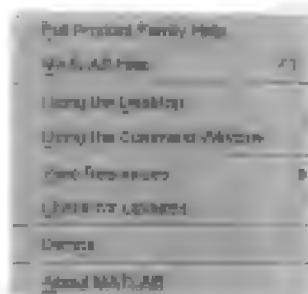 Full Product Family Help
MATLAB Help F1
Using the Desktop
Using the Command Window
Web Resources
Check for Updates
Demos
About MATLAB